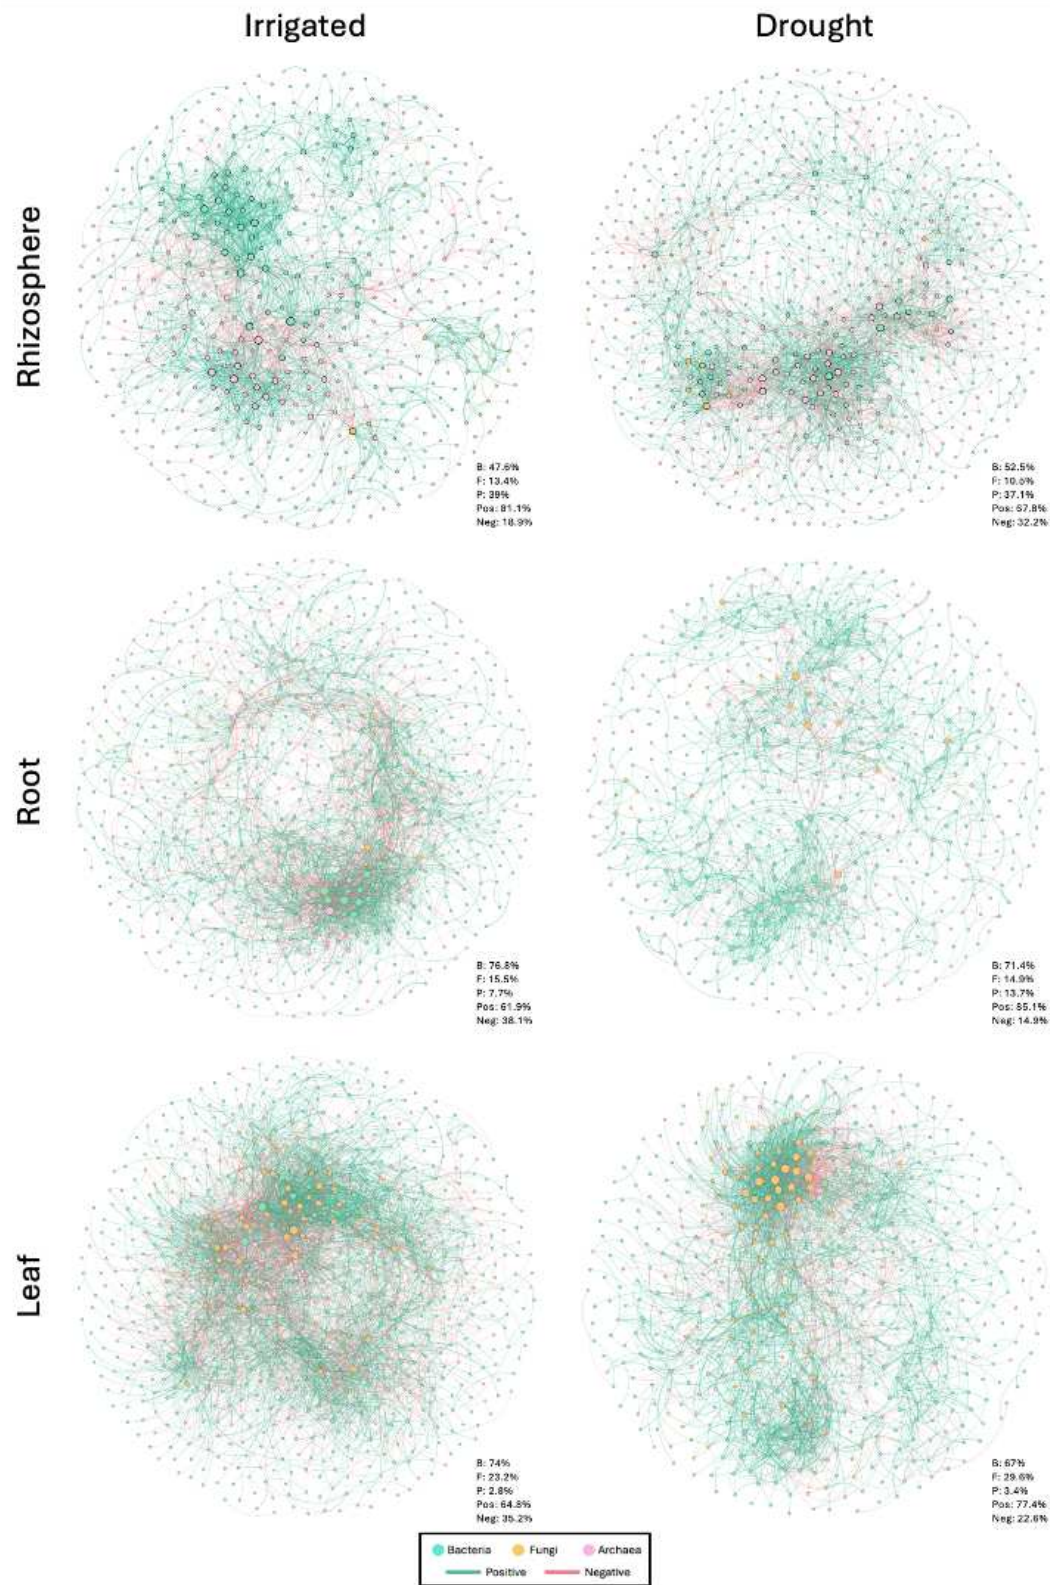 Irrigated
Drought
Rhizosphere
B: 47.6%
F: 13.4%
P: 39%
Pos: 81.1%
Neg: 18.9%
B: 52.5%
F: 10.5%
P: 37.1%
Pos: 67.8%
Neg: 32.2%
Root
B: 76.8%
F: 15.5%
P: 7.7%
Pos: 61.9%
Neg: 38.1%
B: 71.4%
F: 14.9%
P: 13.7%
Pos: 85.1%
Neg: 14.9%
Leaf
B: 74%
F: 23.2%
P: 2.8%
Pos: 64.8%
Neg: 35.2%
B: 67%
F: 29.6%
P: 3.4%
Pos: 77.4%
Neg: 22.6%
Bacteria Fungi Archaea
Positive Negative